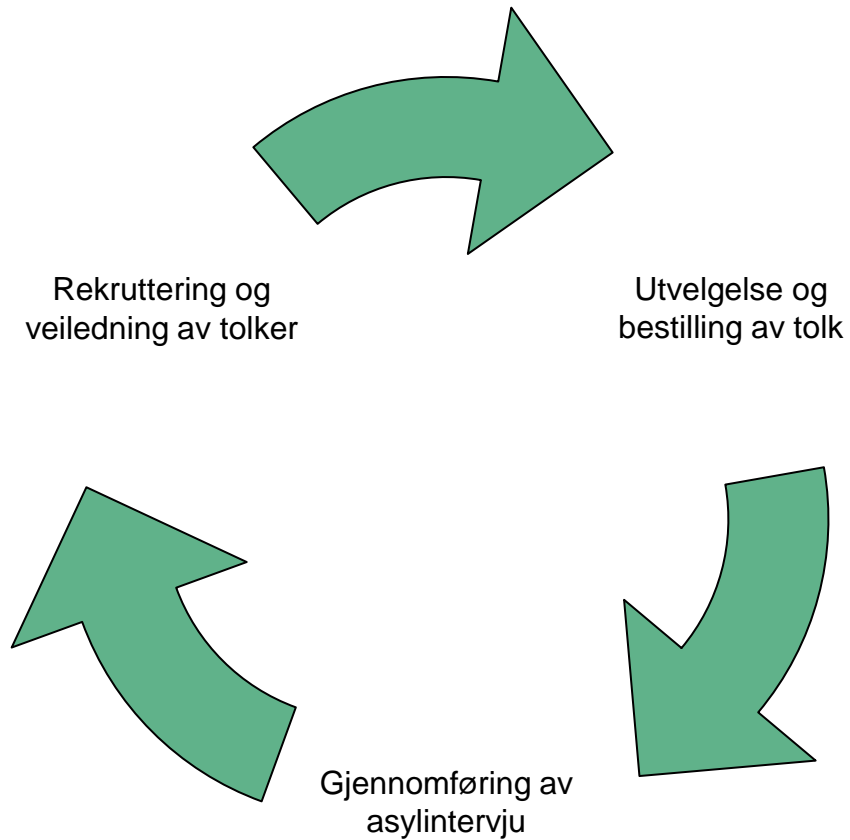 Rekruttering og
veiledning av tolker
Utvelgelse og
bestilling av tolk
Gjennomføring av
asylintervju